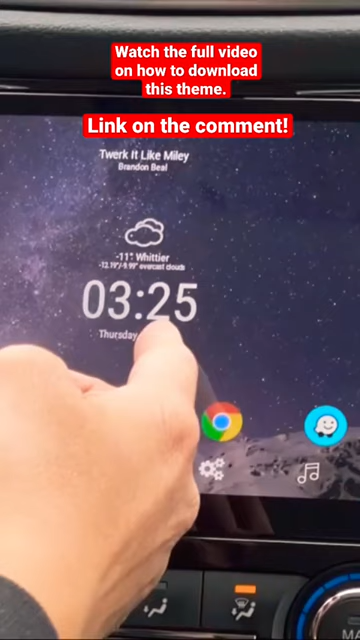 Watch the full video
on how to download
this theme.
Link on the comment!
Twerk It Like Miley
Brandon Beal
-11° Whittier
-12.19°/-9.99° overcast clouds
03:25
Thursday